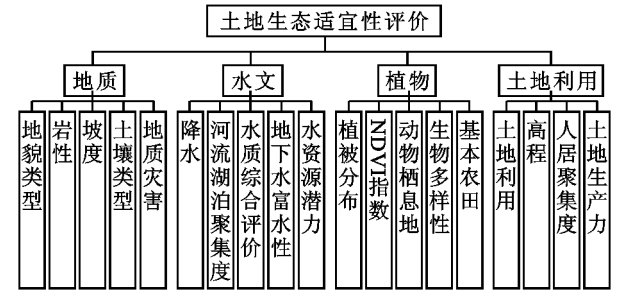 土地生态适宜性评价
地质
水文
植物
土地利用
地貌类型
岩性
坡度
土壤类型
地质灾害
降水
河流湖泊聚集度
水质综合评价
地下水富水性
水资源潜力
植被分布
NDVI指数
动物栖息地
生物多样性
基本农田
土地利用
高程
人居聚集度
土地生产力